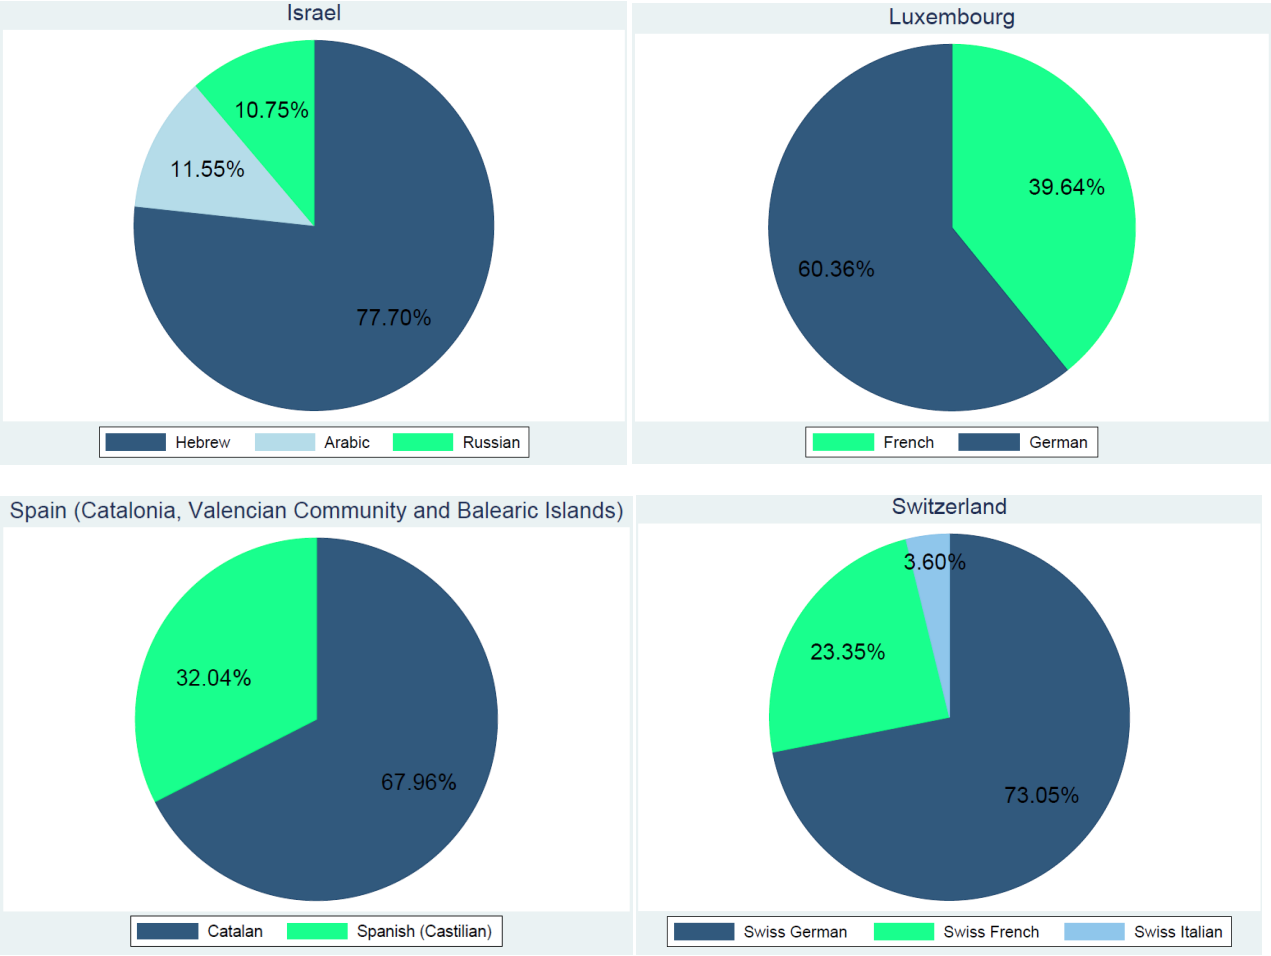 Israel
10.75%
11.55%
77.70%
Hebrew Arabic Russian
Luxembourg
39.64%
60.36%
French German
Spain (Catalonia, Valencian Community and Balearic Islands)
32.04%
67.96%
Catalan Spanish (Castilian)
Switzerland
3.60%
23.35%
73.05%
Swiss German Swiss French Swiss Italian